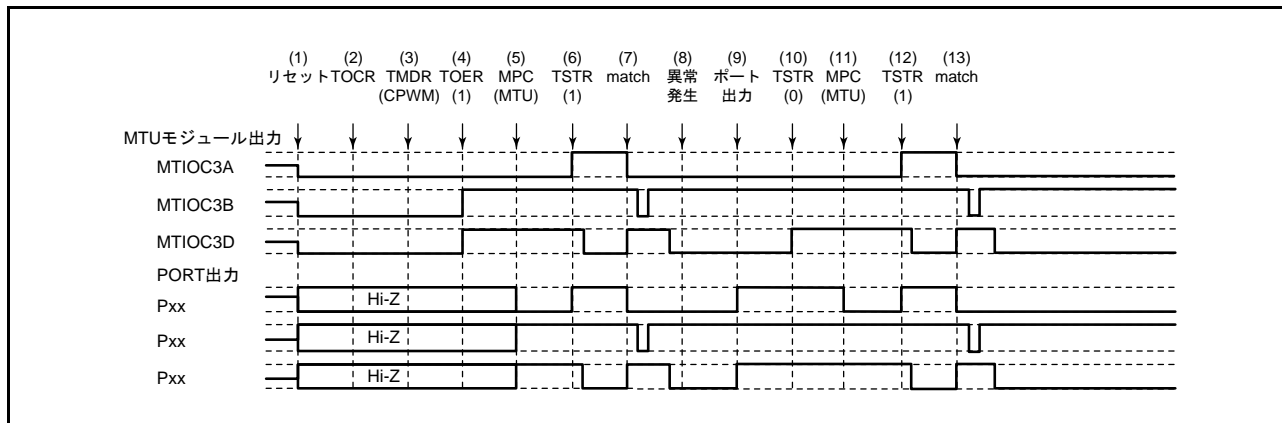 (1) (2) (3) (4) (5) (6) (7) (8) (9) (10) (11) (12) (13)
リセット TOCR TMDR TOER MPC TSTR match 異常 ポート TSTR MPC TSTR match
(CPWM) (1) (MTU) (1) 発生 出力 (0) (MTU) (1)
MTUモジュール出力
MTIOC3A
MTIOC3B
MTIOC3D
PORT出力
Pxx Hi-Z
Pxx Hi-Z
Pxx Hi-Z